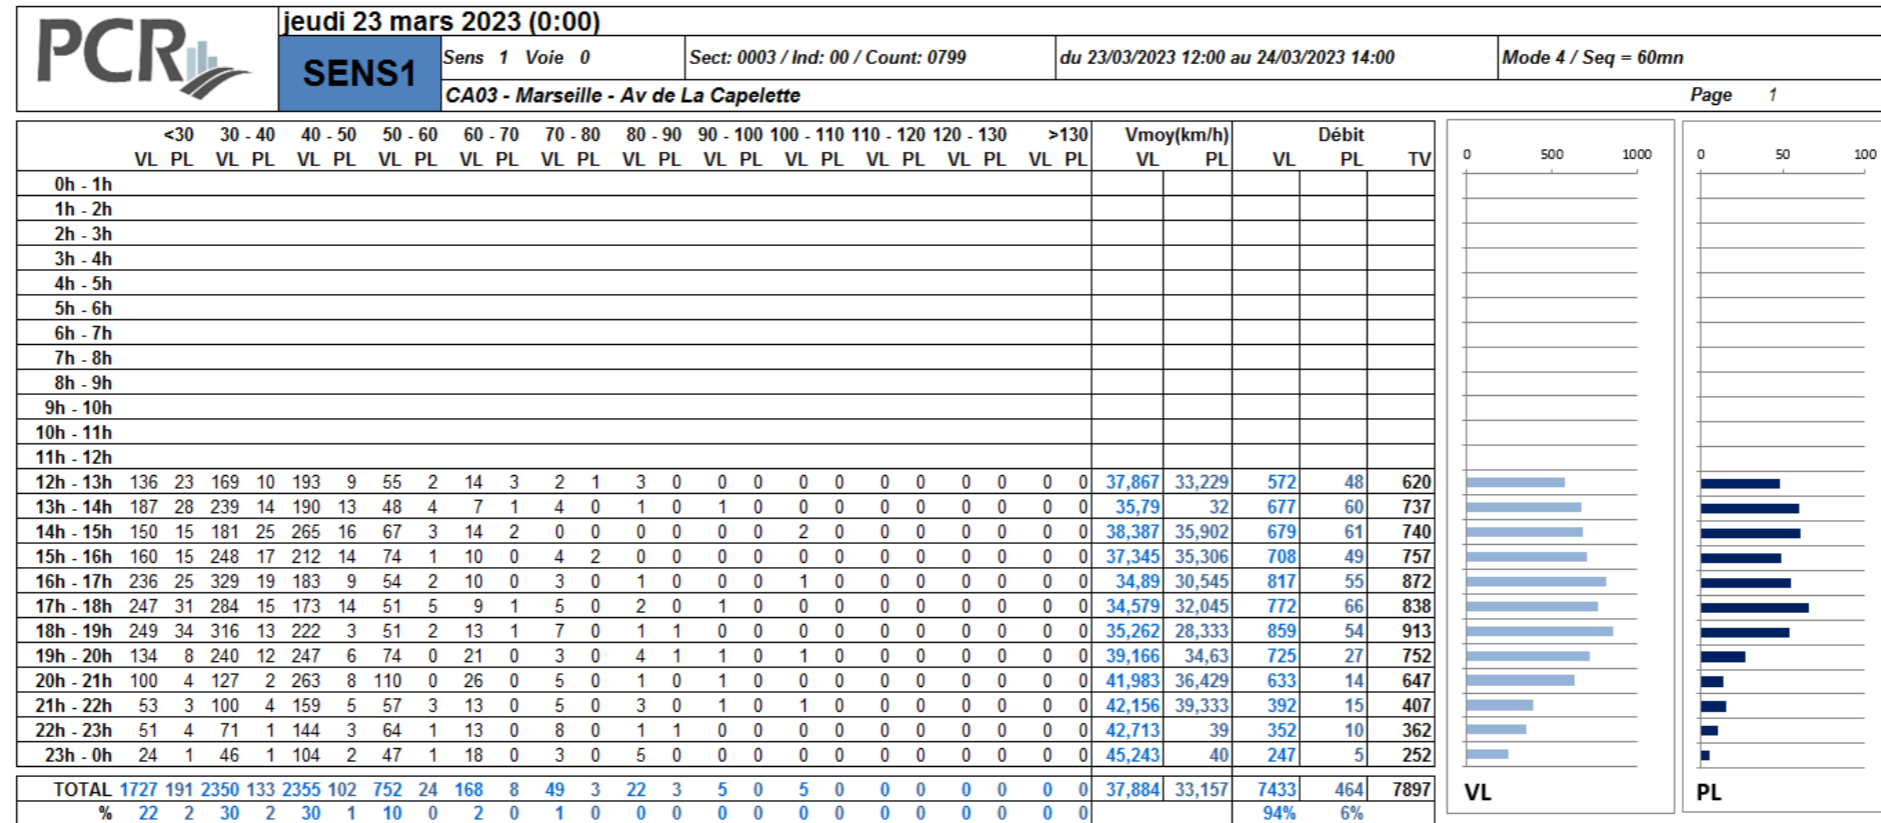 PCR
jeudi 23 mars 2023 (0:00)
SENS1
Sens 1 Voie 0
Sect: 0003 / Ind: 00 / Count: 0799
du 23/03/2023 12:00 au 24/03/2023 14:00
Mode 4 / Seq = 60mn
CA03 - Marseille - Av de La Capelette
Page 1
<30 30 - 40 40 - 50 50 - 60 60 - 70 70 - 80 80 - 90 90 - 100 100 - 110 110 - 120 120 - 130 >130 Vmoy(km/h) Débit
VL PL VL PL VL PL VL PL VL PL VL PL VL PL VL PL VL PL VL PL VL PL VL PL VL PL VL PL TV
0 500 1000 0 50 100
0h - 1h
1h - 2h
2h - 3h
3h - 4h
4h - 5h
5h - 6h
6h - 7h
7h - 8h
8h - 9h
9h - 10h
10h - 11h
11h - 12h
12h - 13h 136 23 169 10 193 9 55 2 14 3 2 1 3 0 0 0 0 0 0 0 0 0 0 0 37,867 33,229 572 48 620
13h - 14h 187 28 239 14 190 13 48 4 7 1 4 0 1 0 1 0 0 0 0 0 0 0 0 0 35,79 32 677 60 737
14h - 15h 150 15 181 25 265 16 67 3 14 2 0 0 0 0 0 0 2 0 0 0 0 0 0 0 38,387 35,902 679 61 740
15h - 16h 160 15 248 17 212 14 74 1 10 0 4 2 0 0 0 0 0 0 0 0 0 0 0 0 37,345 35,306 708 49 757
16h - 17h 236 25 329 19 183 9 54 2 10 0 3 0 1 0 0 0 1 0 0 0 0 0 0 0 34,89 30,545 817 55 872
17h - 18h 247 31 284 15 173 14 51 5 9 1 5 0 2 0 1 0 0 0 0 0 0 0 0 0 34,579 32,045 772 66 838
18h - 19h 249 34 316 13 222 3 51 2 13 1 7 0 1 1 0 0 0 0 0 0 0 0 0 0 35,262 28,333 859 54 913
19h - 20h 134 8 240 12 247 6 74 0 21 0 3 0 4 1 1 0 1 0 0 0 0 0 0 0 39,166 34,63 725 27 752
20h - 21h 100 4 127 2 263 8 110 0 26 0 5 0 1 0 1 0 0 0 0 0 0 0 0 0 41,983 36,429 633 14 647
21h - 22h 53 3 100 4 159 5 57 3 13 0 5 0 3 0 1 0 1 0 0 0 0 0 0 0 42,156 39,333 392 15 407
22h - 23h 51 4 71 1 144 3 64 1 13 0 8 0 1 1 0 0 0 0 0 0 0 0 0 0 42,713 39 352 10 362
23h - 0h 24 1 46 1 104 2 47 1 18 0 3 0 5 0 0 0 0 0 0 0 0 0 0 0 45,243 40 247 5 252
TOTAL 1727 191 2350 133 2355 102 752 24 168 8 49 3 22 3 5 0 5 0 0 0 0 0 0 0 37,884 33,157 7433 464 7897
% 22 2 30 2 30 1 10 0 2 0 1 0 0 0 0 0 0 0 0 0 0 0 0 0 94% 6%
VL PL